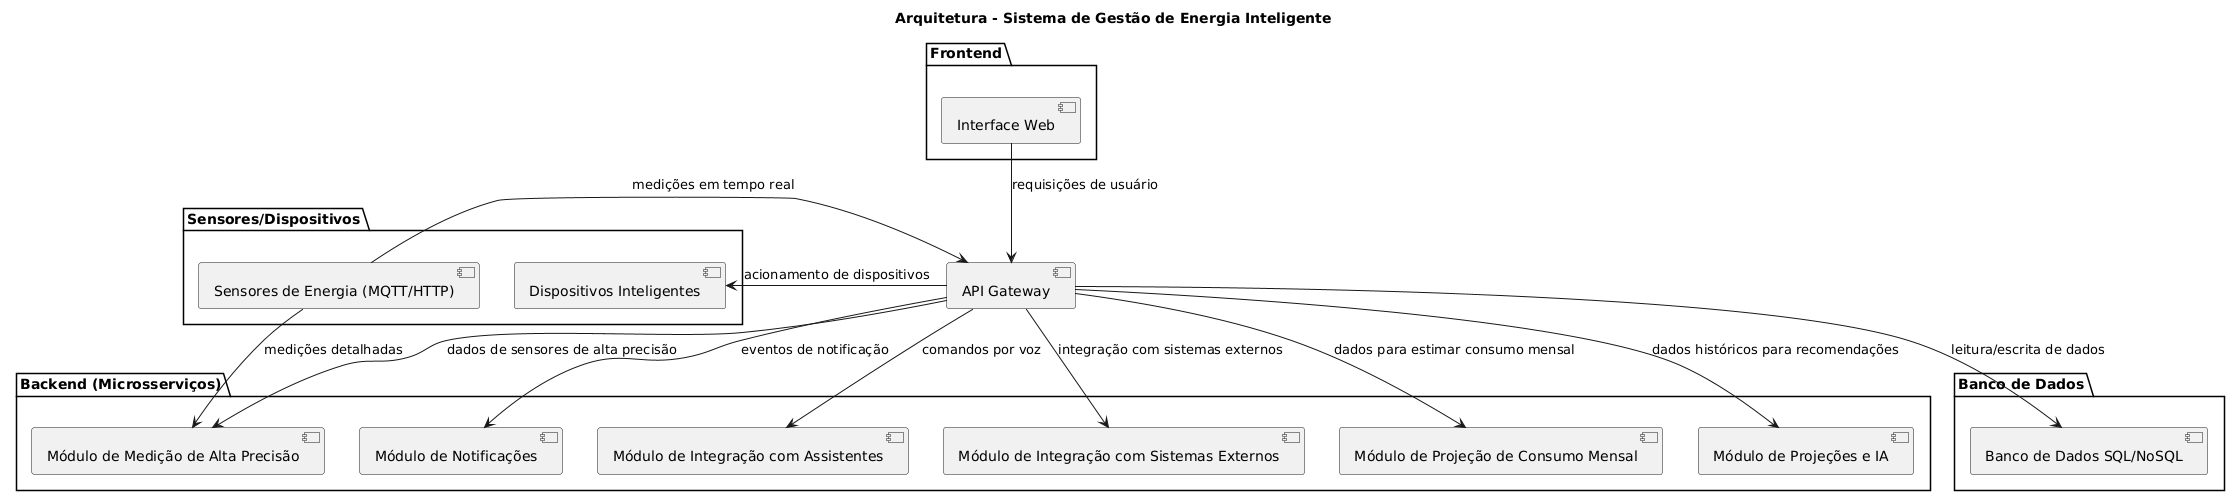 Arquitetura - Sistema de Gestão de Energia Inteligente
Frontend
Interface Web
medições em tempo real
requisições de usuário
Sensores/Dispositivos
Sensores de Energia (MQTT/HTTP)
Dispositivos Inteligentes
acionamento de dispositivos
API Gateway
medições detalhadas
dados de sensores de alta precisão
eventos de notificação
comandos por voz
integração com sistemas externos
dados para estimar consumo mensal
dados históricos para recomendações
leitura/escrita de dados
Backend (Microsserviços)
Banco de Dados
Módulo de Medição de Alta Precisão
Módulo de Notificações
Módulo de Integração com Assistentes
Módulo de Integração com Sistemas Externos
Módulo de Projeção de Consumo Mensal
Módulo de Projeções e IA
Banco de Dados SQL/NoSQL